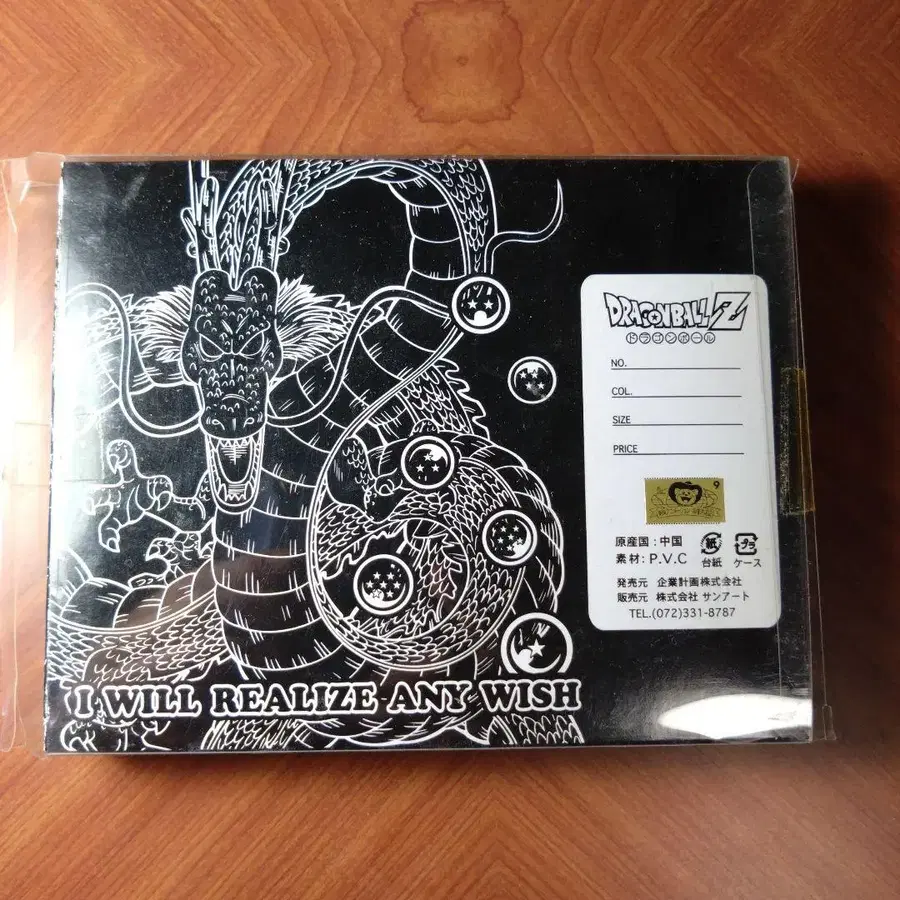 DRAGONBALL Z
ドラゴンボール
NO.
COL.
SIZE
PRICE
9
原産国：中国
素材：P.V.C
紙
台紙
プラ
ケース
発売元 企業計画株式会社
販売元 株式会社 サンアート
TEL.(072)331-8787
I WILL REALIZE ANY WISH